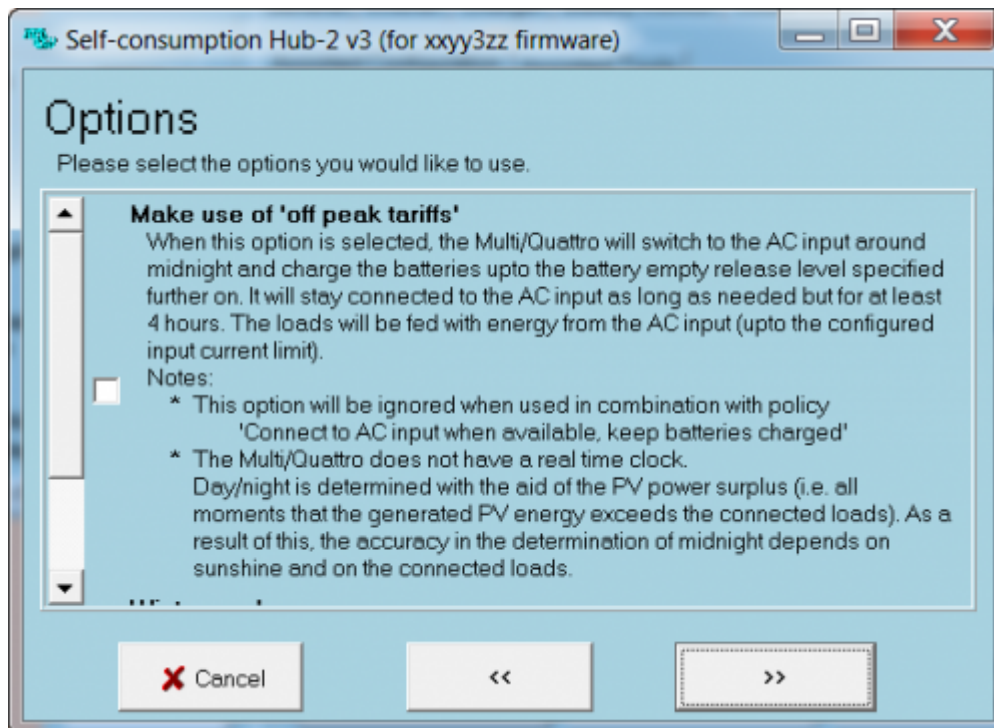 Self-consumption Hub-2 v3 (for xxyy3zz firmware)
Options
Please select the options you would like to use.
Make use of 'off peak tariffs'
When this option is selected, the Multi/Quattro will switch to the AC input around
midnight and charge the batteries upto the battery empty release level specified
further on. It will stay connected to the AC input as long as needed but for at least
4 hours. The loads will be fed with energy from the AC input (upto the configured
input current limit).
Notes:
* This option will be ignored when used in combination with policy
'Connect to AC input when available, keep batteries charged'
* The Multi/Quattro does not have a real time clock.
Day/night is determined with the aid of the PV power surplus (i.e. all
moments that the generated PV energy exceeds the connected loads). As a
result of this, the accuracy in the determination of midnight depends on
sunshine and on the connected loads.
Cancel
<<
>>